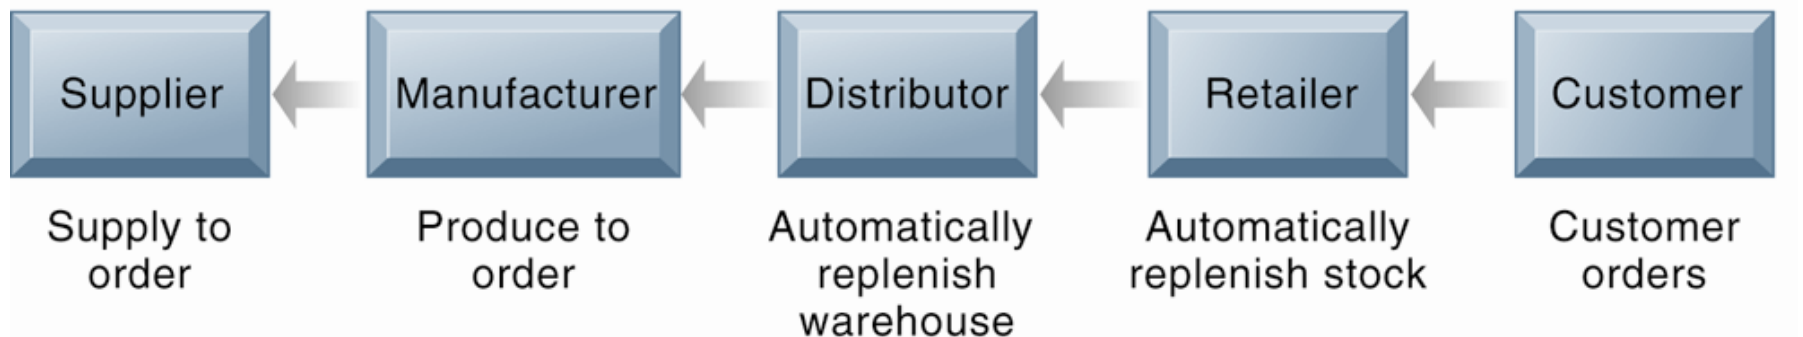 Supplier
Manufacturer
Distributor
Retailer
Customer
Supply to
order
Produce to
order
Automatically
replenish
warehouse
Automatically
replenish stock
Customer
orders